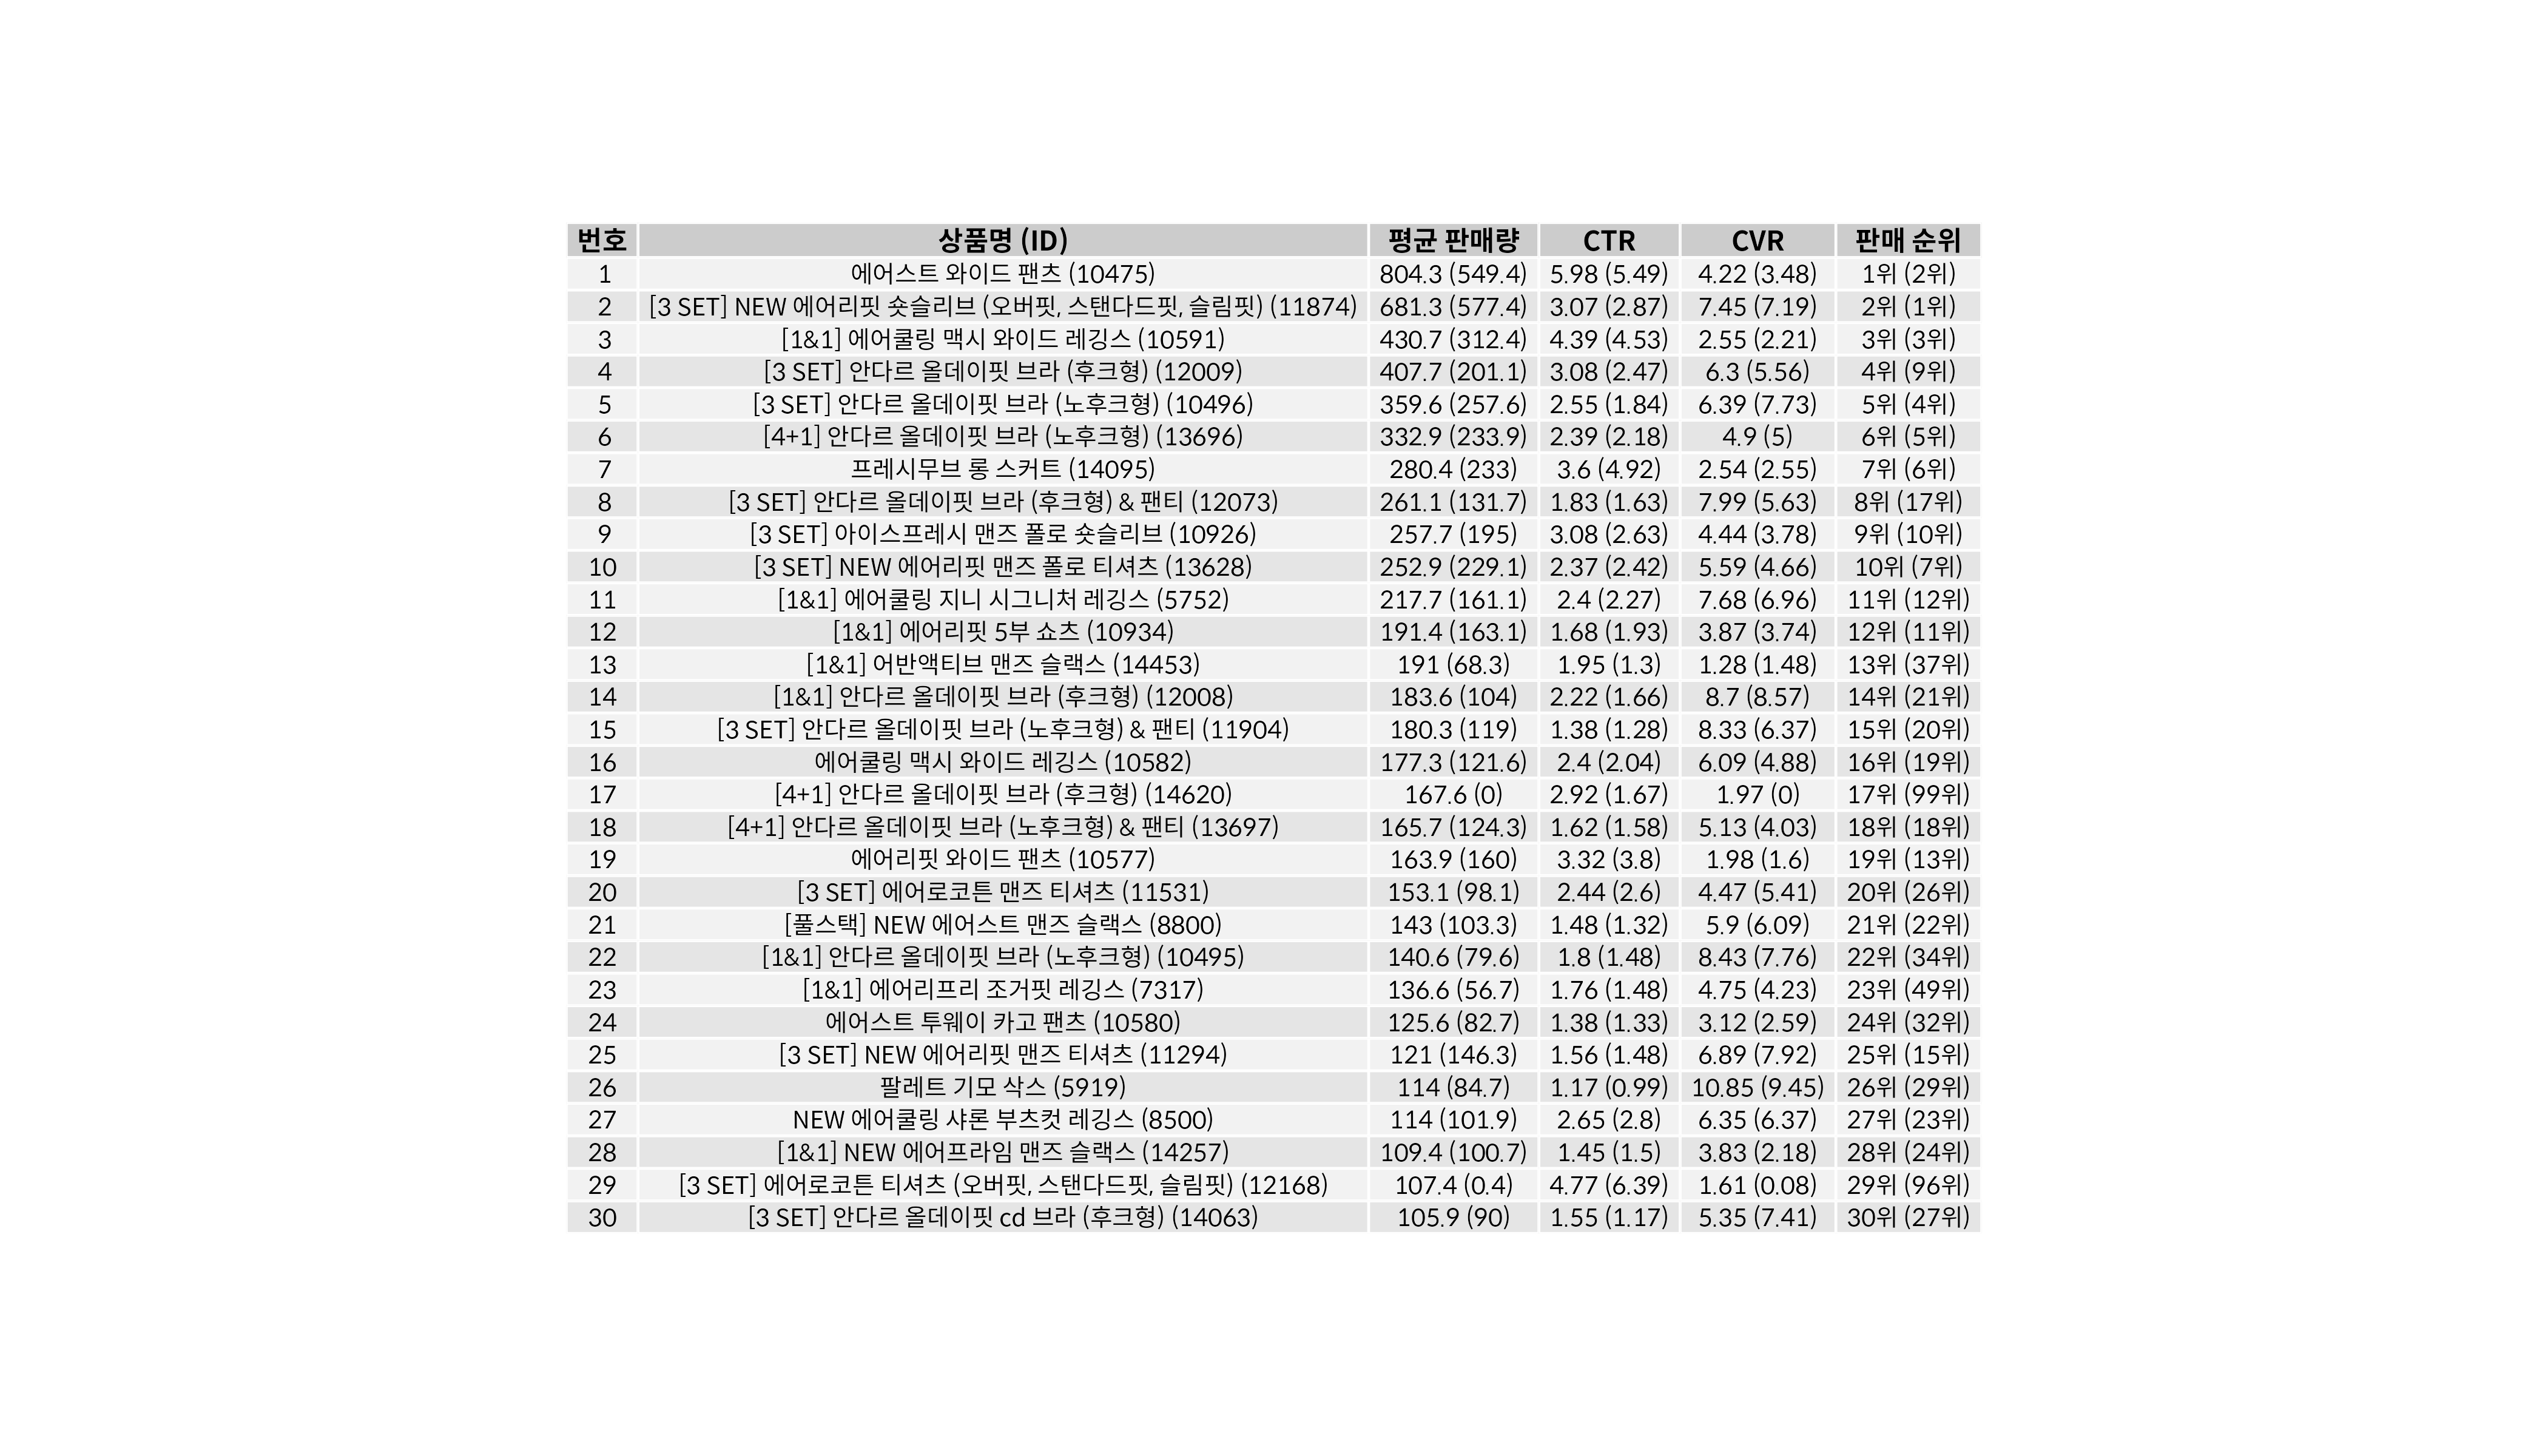 번호 상품명 (ID) 평균 판매량 CTR CVR 판매 순위
1 에어스트 와이드 팬츠 (10475) 804.3 (549.4) 5.98 (5.49) 4.22 (3.48) 1위 (2위)
2 [3 SET] NEW 에어리핏 숏슬리브 (오버핏, 스탠다드핏, 슬림핏) (11874) 681.3 (577.4) 3.07 (2.87) 7.45 (7.19) 2위 (1위)
3 [1&1] 에어쿨링 맥시 와이드 레깅스 (10591) 430.7 (312.4) 4.39 (4.53) 2.55 (2.21) 3위 (3위)
4 [3 SET] 안다르 올데이핏 브라 (후크형) (12009) 407.7 (201.1) 3.08 (2.47) 6.3 (5.56) 4위 (9위)
5 [3 SET] 안다르 올데이핏 브라 (노후크형) (10496) 359.6 (257.6) 2.55 (1.84) 6.39 (7.73) 5위 (4위)
6 [4+1] 안다르 올데이핏 브라 (노후크형) (13696) 332.9 (233.9) 2.39 (2.18) 4.9 (5) 6위 (5위)
7 프레시무브 롱 스커트 (14095) 280.4 (233) 3.6 (4.92) 2.54 (2.55) 7위 (6위)
8 [3 SET] 안다르 올데이핏 브라 (후크형) & 팬티 (12073) 261.1 (131.7) 1.83 (1.63) 7.99 (5.63) 8위 (17위)
9 [3 SET] 아이스프레시 맨즈 폴로 숏슬리브 (10926) 257.7 (195) 3.08 (2.63) 4.44 (3.78) 9위 (10위)
10 [3 SET] NEW 에어리핏 맨즈 폴로 티셔츠 (13628) 252.9 (229.1) 2.37 (2.42) 5.59 (4.66) 10위 (7위)
11 [1&1] 에어쿨링 지니 시그니처 레깅스 (5752) 217.7 (161.1) 2.4 (2.27) 7.68 (6.96) 11위 (12위)
12 [1&1] 에어리핏 5부 쇼츠 (10934) 191.4 (163.1) 1.68 (1.93) 3.87 (3.74) 12위 (11위)
13 [1&1] 어반액티브 맨즈 슬랙스 (14453) 191 (68.3) 1.95 (1.3) 1.28 (1.48) 13위 (37위)
14 [1&1] 안다르 올데이핏 브라 (후크형) (12008) 183.6 (104) 2.22 (1.66) 8.7 (8.57) 14위 (21위)
15 [3 SET] 안다르 올데이핏 브라 (노후크형) & 팬티 (11904) 180.3 (119) 1.38 (1.28) 8.33 (6.37) 15위 (20위)
16 에어쿨링 맥시 와이드 레깅스 (10582) 177.3 (121.6) 2.4 (2.04) 6.09 (4.88) 16위 (19위)
17 [4+1] 안다르 올데이핏 브라 (후크형) (14620) 167.6 (0) 2.92 (1.67) 1.97 (0) 17위 (99위)
18 [4+1] 안다르 올데이핏 브라 (노후크형) & 팬티 (13697) 165.7 (124.3) 1.62 (1.58) 5.13 (4.03) 18위 (18위)
19 에어리핏 와이드 팬츠 (10577) 163.9 (160) 3.32 (3.8) 1.98 (1.6) 19위 (13위)
20 [3 SET] 에어로코튼 맨즈 티셔츠 (11531) 153.1 (98.1) 2.44 (2.6) 4.47 (5.41) 20위 (26위)
21 [풀스택] NEW 에어스트 맨즈 슬랙스 (8800) 143 (103.3) 1.48 (1.32) 5.9 (6.09) 21위 (22위)
22 [1&1] 안다르 올데이핏 브라 (노후크형) (10495) 140.6 (79.6) 1.8 (1.48) 8.43 (7.76) 22위 (34위)
23 [1&1] 에어리프리 조거핏 레깅스 (7317) 136.6 (56.7) 1.76 (1.48) 4.75 (4.23) 23위 (49위)
24 에어스트 투웨이 카고 팬츠 (10580) 125.6 (82.7) 1.38 (1.33) 3.12 (2.59) 24위 (32위)
25 [3 SET] NEW 에어리핏 맨즈 티셔츠 (11294) 121 (146.3) 1.56 (1.48) 6.89 (7.92) 25위 (15위)
26 팔레트 기모 삭스 (5919) 114 (84.7) 1.17 (0.99) 10.85 (9.45) 26위 (29위)
27 NEW 에어쿨링 샤론 부츠컷 레깅스 (8500) 114 (101.9) 2.65 (2.8) 6.35 (6.37) 27위 (23위)
28 [1&1] NEW 에어프라임 맨즈 슬랙스 (14257) 109.4 (100.7) 1.45 (1.5) 3.83 (2.18) 28위 (24위)
29 [3 SET] 에어로코튼 티셔츠 (오버핏, 스탠다드핏, 슬림핏) (12168) 107.4 (0.4) 4.77 (6.39) 1.61 (0.08) 29위 (96위)
30 [3 SET] 안다르 올데이핏 cd 브라 (후크형) (14063) 105.9 (90) 1.55 (1.17) 5.35 (7.41) 30위 (27위)